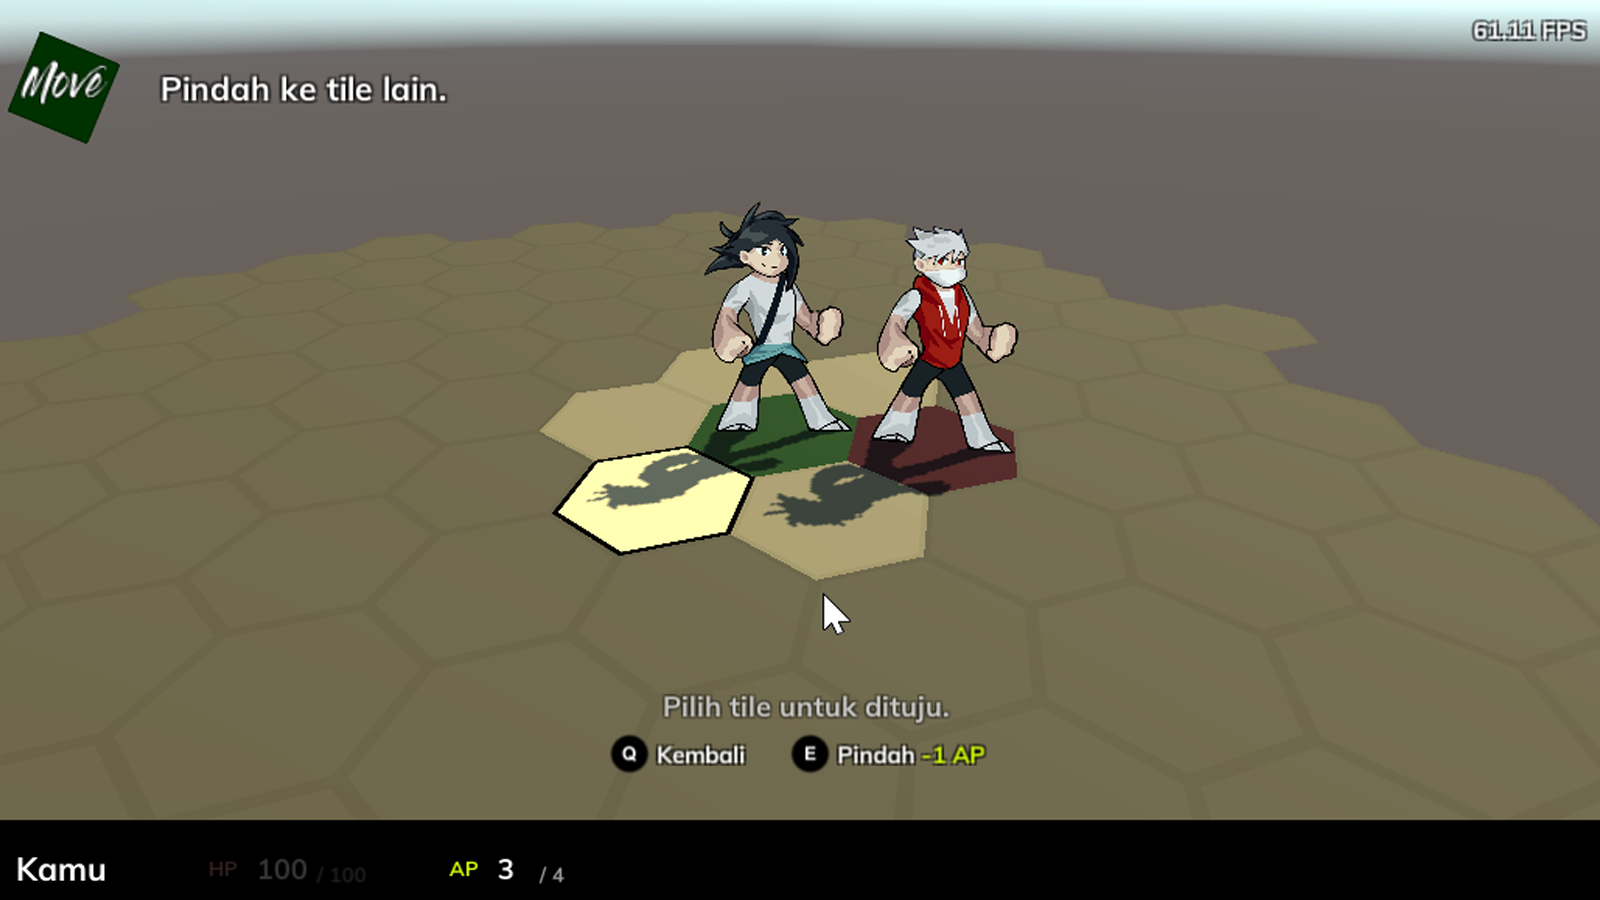 61.11 FPS
Move
Pindah ke tile lain.
Pilih tile untuk dituju.
Q Kembali E Pindah -1 AP
Kamu HP 100 / 100 AP 3 / 4